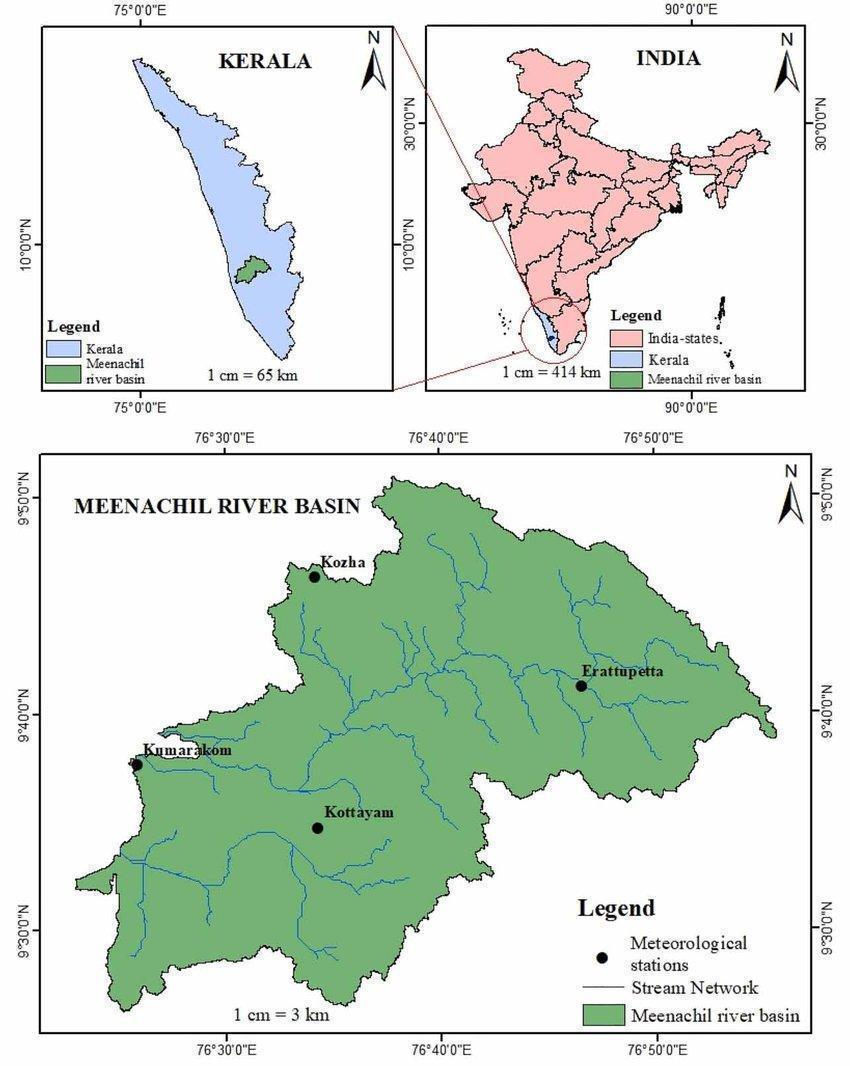 75°0'0"E
90°0'0"E
N
KERALA
10°0'0"N
Legend
Kerala
Meenachil
river basin
1 cm = 65 km
75°0'0"E
N
INDIA
30°0'0"N
30°0'0"N
10°0'0"N
Legend
India-states
Kerala
Meenachil river basin
1 cm = 414 km
90°0'0"E
76°30'0"E
76°40'0"E
76°50'0"E
MEENACHIL RIVER BASIN
N
9°50'0"N
9°50'0"N
Kozha
Erattupetta
9°40'0"N
9°40'0"N
Kumarakom
Kottayam
9°30'0"N
9°30'0"N
Legend
Meteorological
stations
Stream Network
Meenachil river basin
1 cm = 3 km
76°30'0"E
76°40'0"E
76°50'0"E